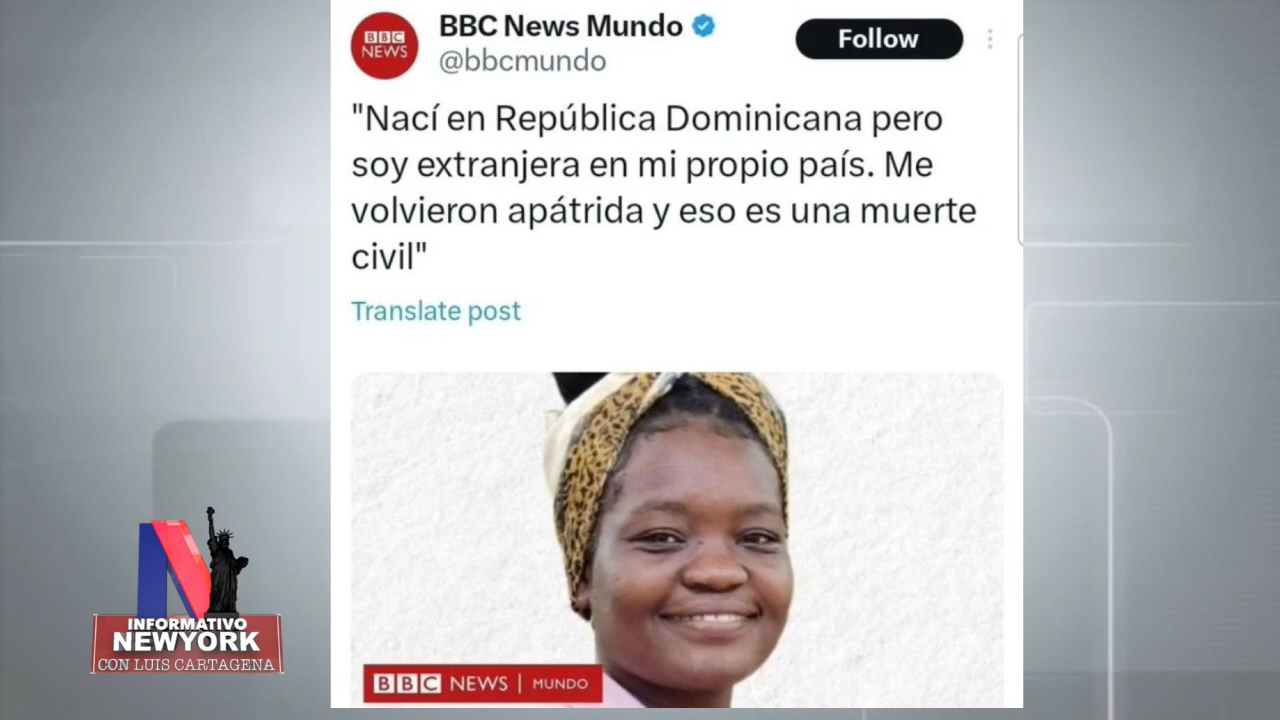 BBC
NEWS
BBC News Mundo
@bbcmundo
Follow
"Nací en República Dominicana pero
soy extranjera en mi propio país. Me
volvieron apátrida y eso es una muerte
civil"
Translate post
BBC NEWS | MUNDO
INFORMATIVO
NEWYORK
CON LUIS CARTAGENA